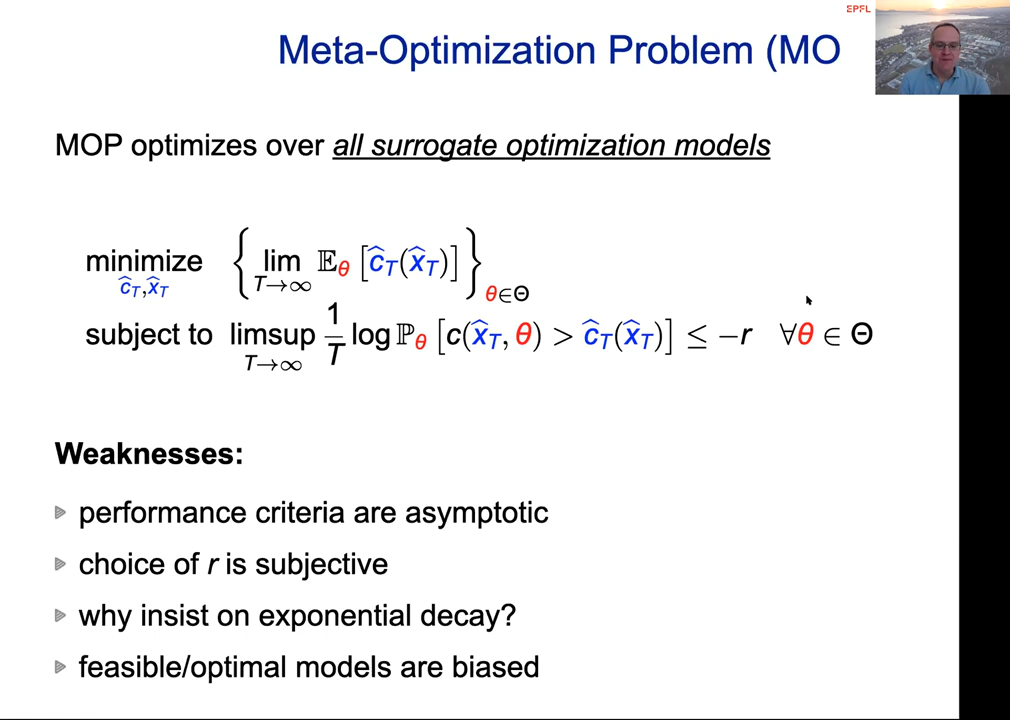 EPFL
Meta-Optimization Problem (MO
MOP optimizes over all surrogate optimization models
minimize { lim E_θ [ĉ_T(x̂_T)] }_{θ∈Θ}
ĉ_T, x̂_T T→∞
subject to limsup 1/T log P_θ [c(x̂_T, θ) > ĉ_T(x̂_T)] ≤ −r ∀θ ∈ Θ
T→∞
Weaknesses:
performance criteria are asymptotic
choice of r is subjective
why insist on exponential decay?
feasible/optimal models are biased